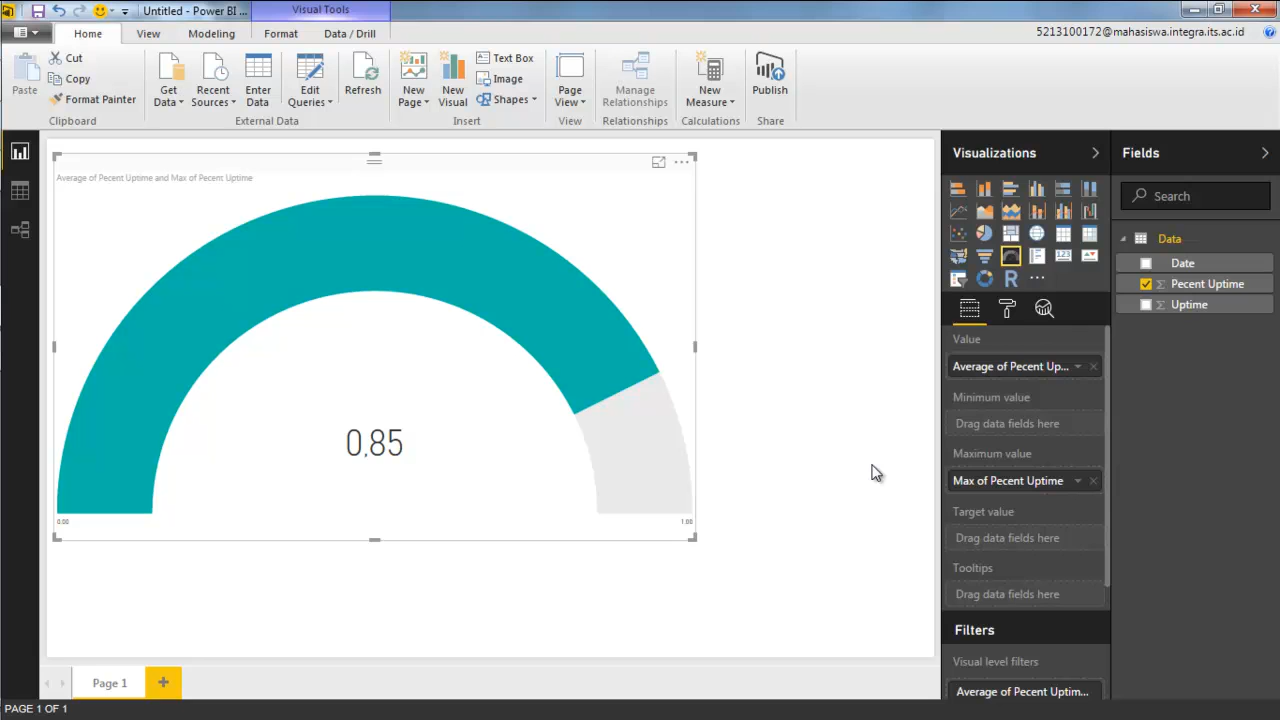 Untitled - Power BI ...
Visual Tools
Home
View
Modeling
Format
Data / Drill
5213100172@mahasiswa.integra.its.ac.id
Paste
Cut
Copy
Format Painter
Clipboard
Get Data
Recent Sources
Enter Data
Edit Queries
Refresh
External Data
New Page
New Visual
Text Box
Image
Shapes
Insert
Page View
View
Manage Relationships
Relationships
New Measure
Calculations
Publish
Share
Average of Pecent Uptime and Max of Pecent Uptime
0,85
0.00
1.00
Visualizations
R
123
Value
Average of Pecent Up...
Minimum value
Drag data fields here
Maximum value
Max of Pecent Uptime
Target value
Drag data fields here
Tooltips
Drag data fields here
Filters
Visual level filters
Average of Pecent Uptim...
Fields
Search
Data
Date
Σ Pecent Uptime
Σ Uptime
Page 1
PAGE 1 OF 1